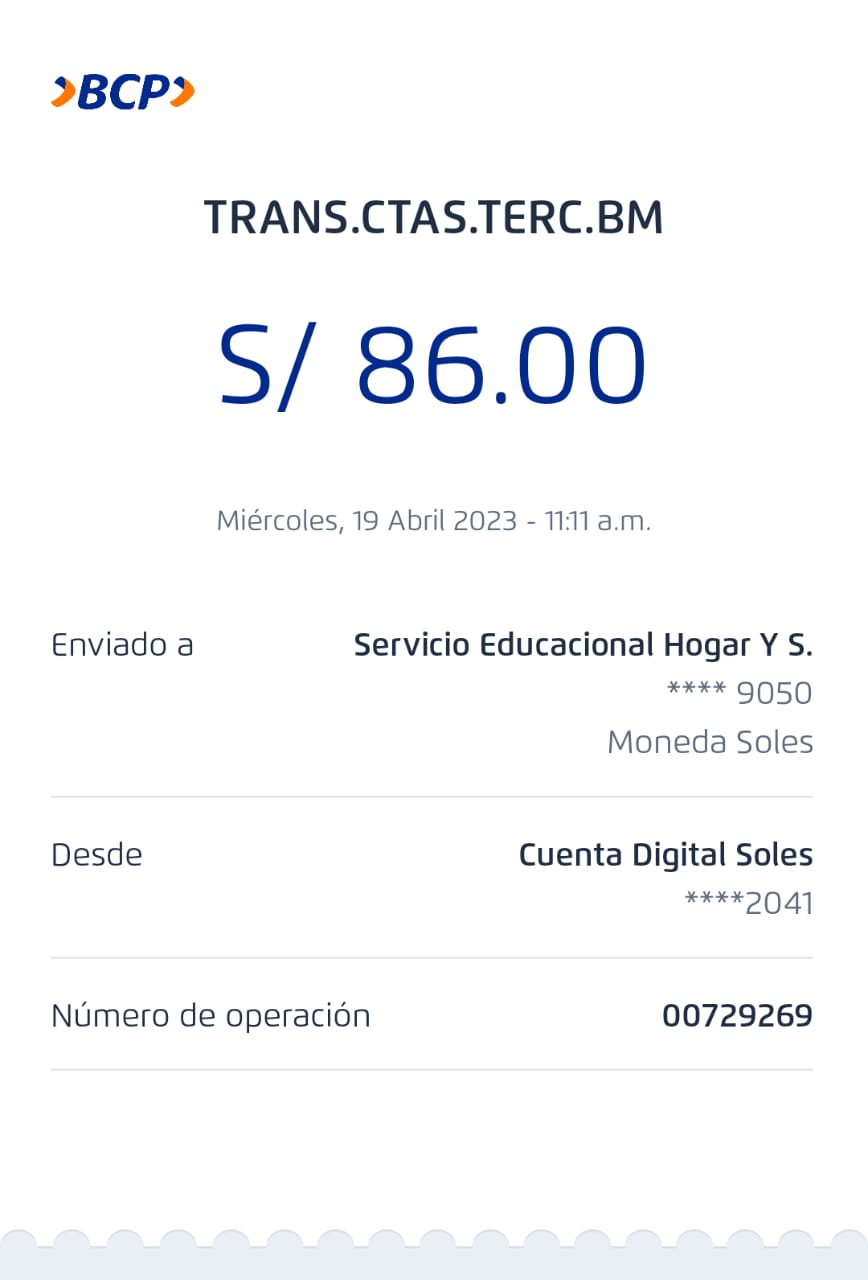 BCP
TRANS.CTAS.TERC.BM
S/ 86.00
Miércoles, 19 Abril 2023 - 11:11 a.m.
Enviado a
Servicio Educacional Hogar Y S.
**** 9050
Moneda Soles
Desde
Cuenta Digital Soles
****2041
Número de operación
00729269